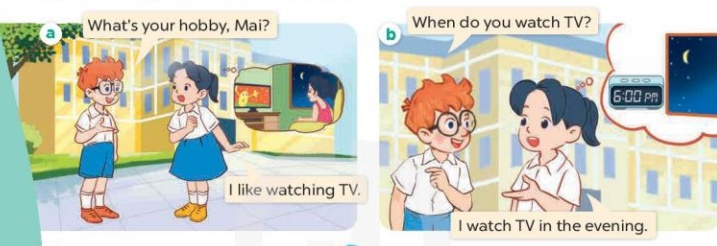 a
What's your hobby, Mai?
I like watching TV.
b
When do you watch TV?
6:00 PM
I watch TV in the evening.